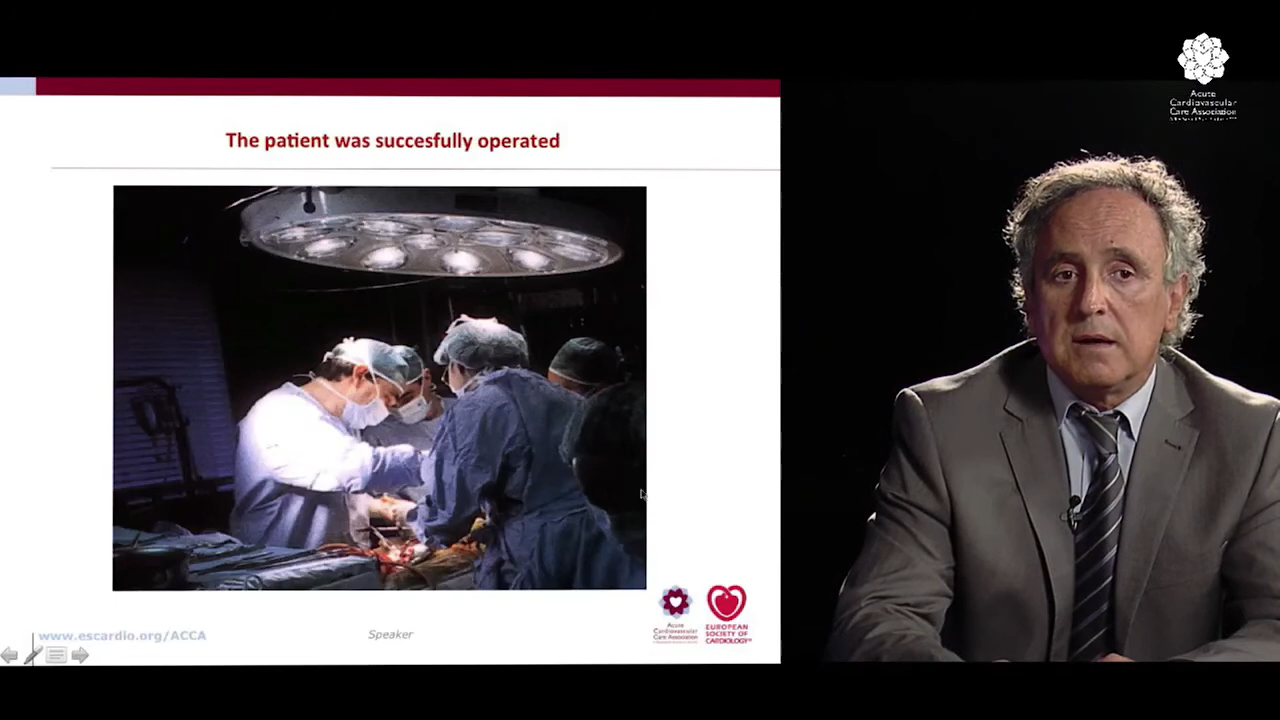 The patient was succesfully operated
www.escardio.org/ACCA
Speaker
Acute
Cardiovascular
Care Association
EUROPEAN
SOCIETY OF
CARDIOLOGY®
Acute
Cardiovascular
Care Association